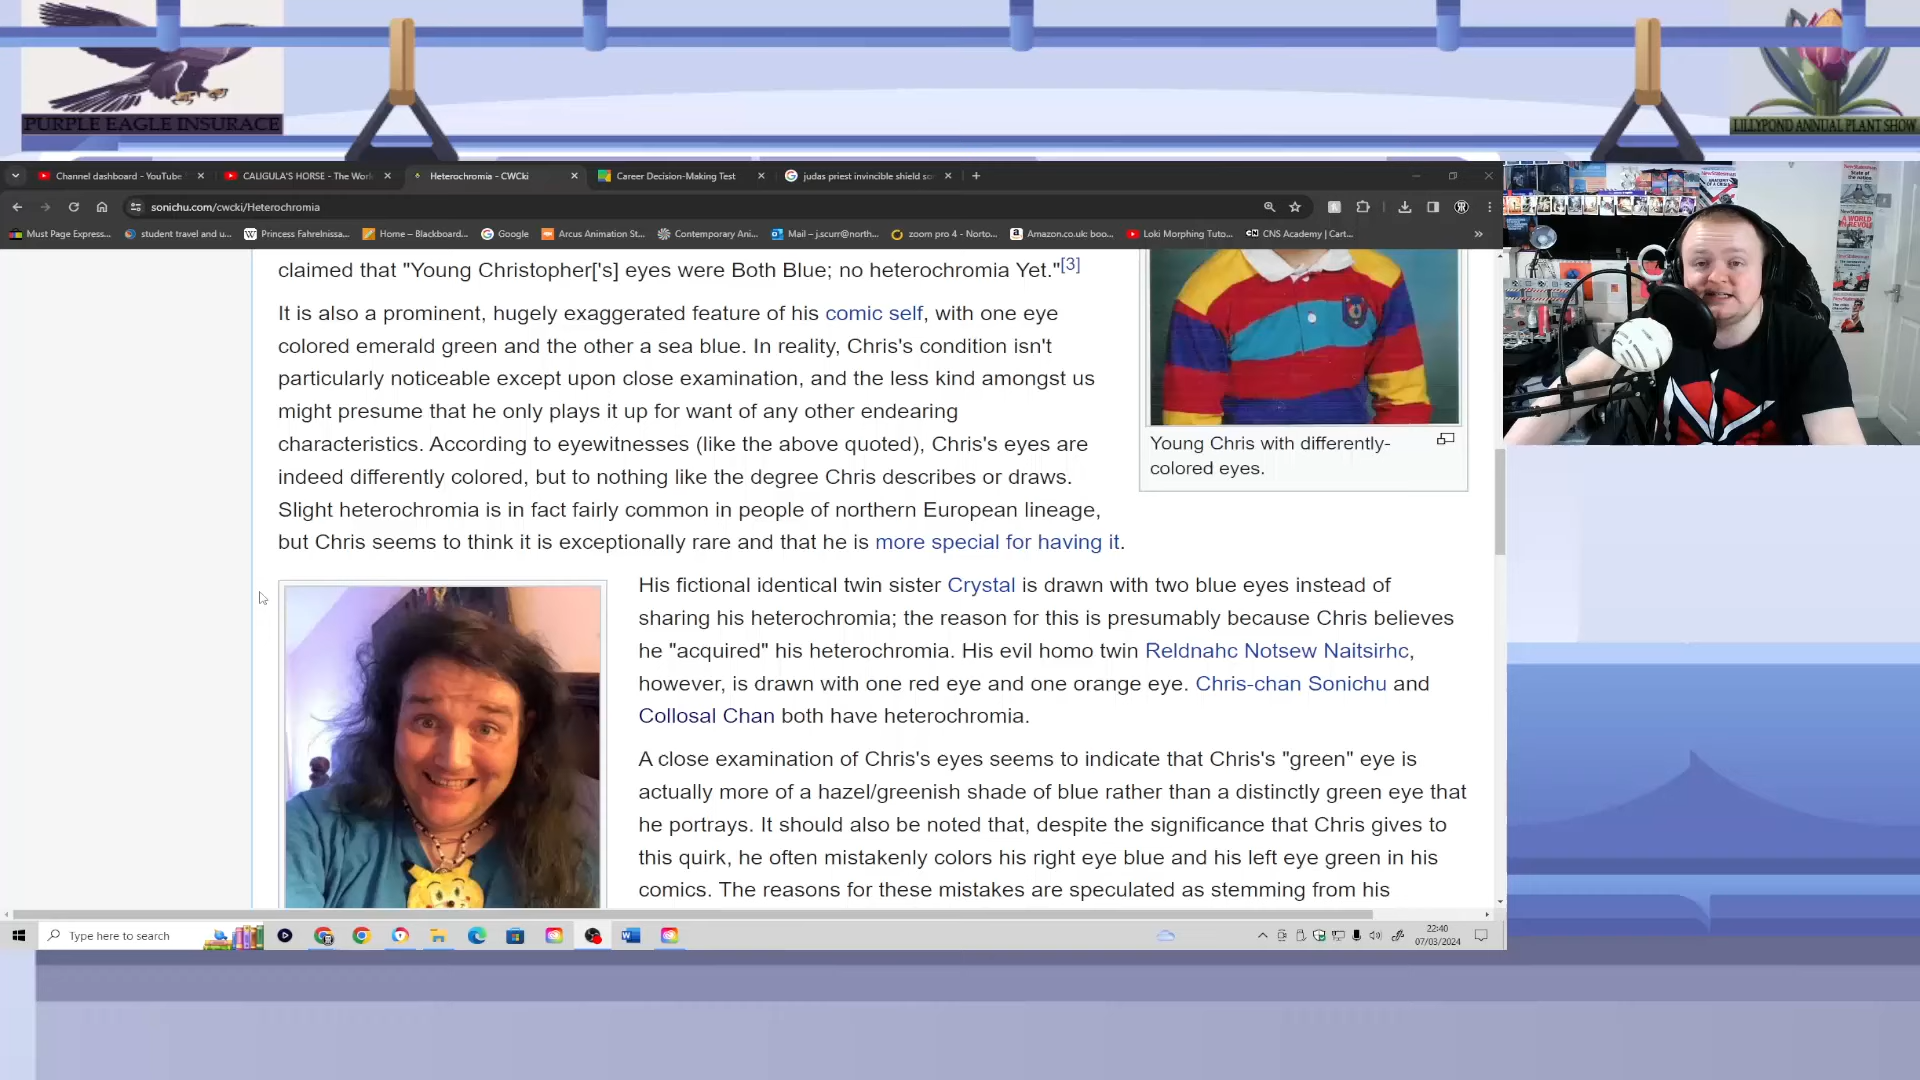 PURPLE EAGLE INSURACE
LILLYPOND ANNUAL PLANT SHOW
Channel dashboard - YouTube
CALIGULA'S HORSE - The Worl
Heterochromia - CWCki
Career Decision-Making Test
judas priest invincible shield so
sonichu.com/cwcki/Heterochromia
Must Page Express...
student travel and u...
Princess Fahrelnissa...
Home – Blackboard...
Google
Arcus Animation St...
Contemporary Ani...
Mail – j.scurr@north...
zoom pro 4 - Norto...
Amazon.co.uk: boo...
Loki Morphing Tuto...
CNS Academy | Cart...
claimed that "Young Christopher['s] eyes were Both Blue; no heterochromia Yet."[3]
It is also a prominent, hugely exaggerated feature of his comic self, with one eye
colored emerald green and the other a sea blue. In reality, Chris's condition isn't
particularly noticeable except upon close examination, and the less kind amongst us
might presume that he only plays it up for want of any other endearing
characteristics. According to eyewitnesses (like the above quoted), Chris's eyes are
indeed differently colored, but to nothing like the degree Chris describes or draws.
Slight heterochromia is in fact fairly common in people of northern European lineage,
but Chris seems to think it is exceptionally rare and that he is more special for having it.
Young Chris with differently-
colored eyes.
His fictional identical twin sister Crystal is drawn with two blue eyes instead of
sharing his heterochromia; the reason for this is presumably because Chris believes
he "acquired" his heterochromia. His evil homo twin Reldnahc Notsew Naitsirhc,
however, is drawn with one red eye and one orange eye. Chris-chan Sonichu and
Collosal Chan both have heterochromia.
A close examination of Chris's eyes seems to indicate that Chris's "green" eye is
actually more of a hazel/greenish shade of blue rather than a distinctly green eye that
he portrays. It should also be noted that, despite the significance that Chris gives to
this quirk, he often mistakenly colors his right eye blue and his left eye green in his
comics. The reasons for these mistakes are speculated as stemming from his
Type here to search
22:40
07/03/2024